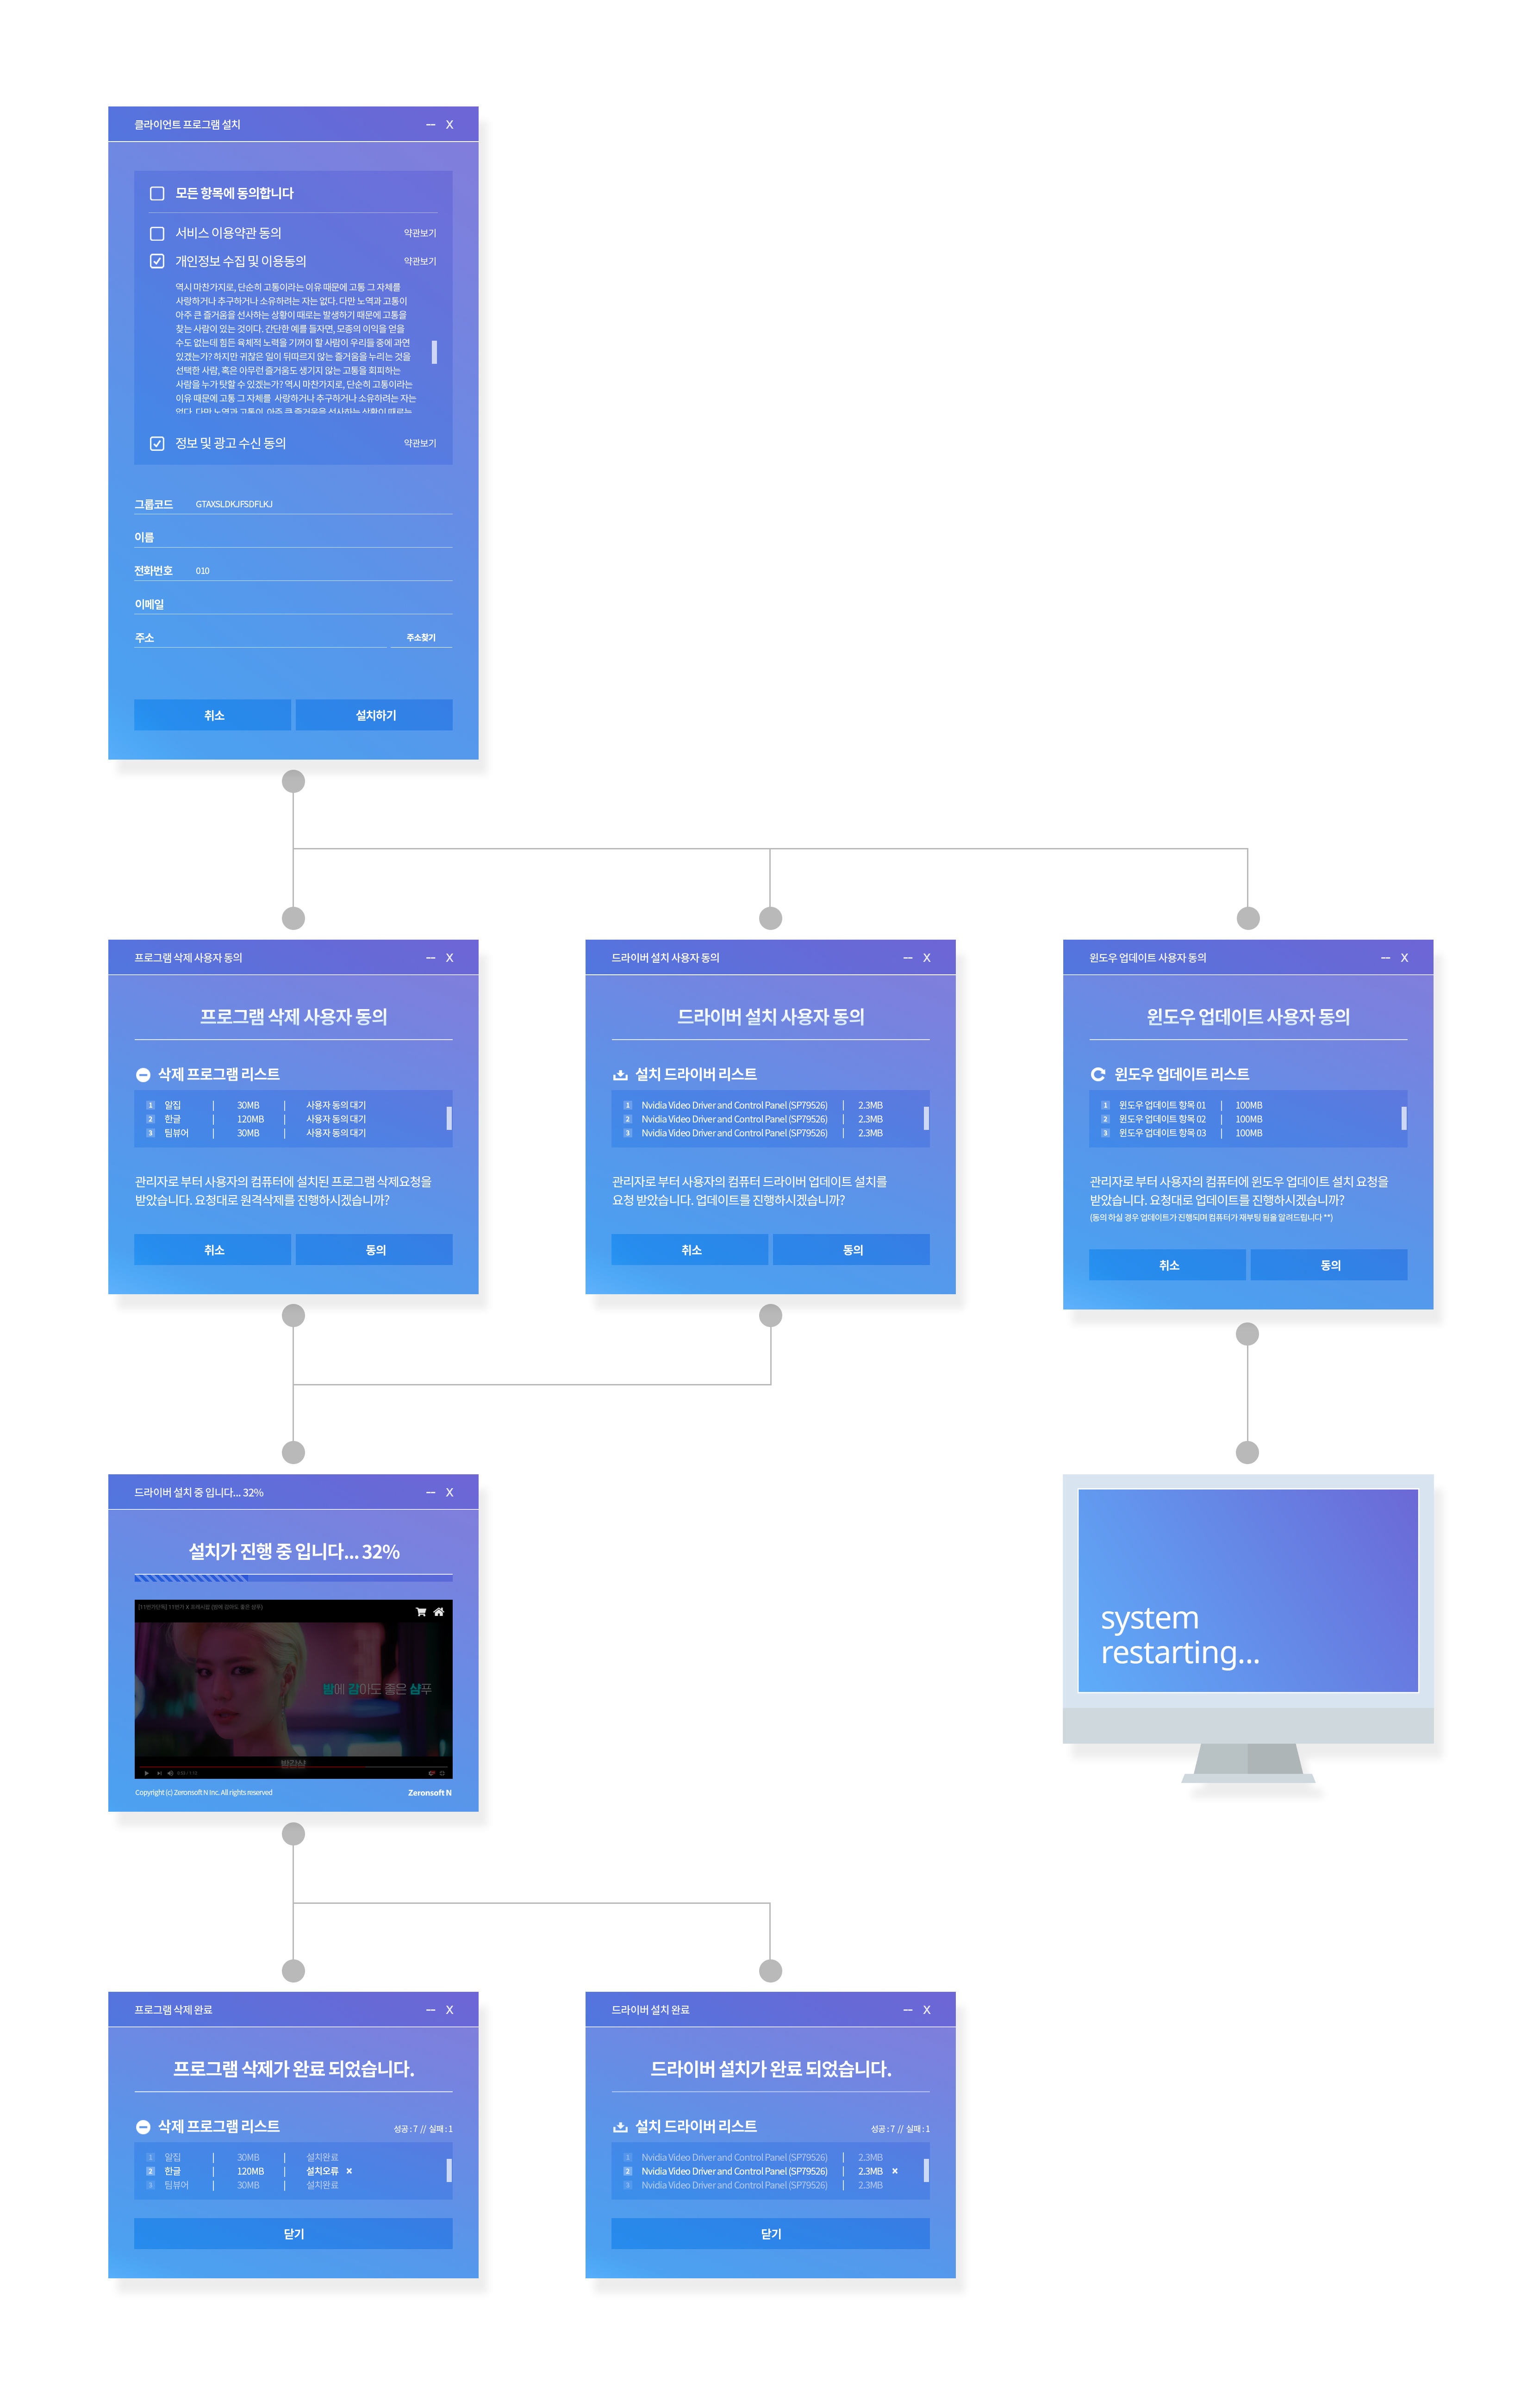 클라이언트 프로그램 설치
X
모든 항목에 동의합니다
서비스 이용약관 동의 약관보기
개인정보 수집 및 이용동의 약관보기
역시 마찬가지로, 단순히 고통이라는 이유 때문에 고통 그 자체를
사랑하거나 추구하거나 소유하려는 자는 없다. 다만 노역과 고통이
아주 큰 즐거움을 선사하는 상황이 때로는 발생하기 때문에 고통을
찾는 사람이 있는 것이다. 간단한 예를 들자면, 모종의 이익을 얻을
수도 없는데 힘든 육체적 노력을 기꺼이 할 사람이 우리들 중에 과연
있겠는가? 하지만 귀찮은 일이 뒤따르지 않는 즐거움을 누리는 것을
선택한 사람, 혹은 아무런 즐거움도 생기지 않는 고통을 회피하는
사람을 누가 탓할 수 있겠는가? 역시 마찬가지로, 단순히 고통이라는
이유 때문에 고통 그 자체를 사랑하거나 추구하거나 소유하려는 자는
없다. 다만 노역과 고통이 아주 큰 즐거움을 선사하는 상황이 때로는
정보 및 광고 수신 동의 약관보기
그룹코드 GTAXSLDKJFSDFLKJ
이름
전화번호 010
이메일
주소 주소찾기
취소 설치하기
프로그램 삭제 사용자 동의
X
프로그램 삭제 사용자 동의
삭제 프로그램 리스트
1 알집 | 30MB | 사용자 동의 대기
2 한글 | 120MB | 사용자 동의 대기
3 팀뷰어 | 30MB | 사용자 동의 대기
관리자로 부터 사용자의 컴퓨터에 설치된 프로그램 삭제요청을
받았습니다. 요청대로 원격삭제를 진행하시겠습니까?
취소 동의
드라이버 설치 사용자 동의
X
드라이버 설치 사용자 동의
설치 드라이버 리스트
1 Nvidia Video Driver and Control Panel (SP79526) | 2.3MB
2 Nvidia Video Driver and Control Panel (SP79526) | 2.3MB
3 Nvidia Video Driver and Control Panel (SP79526) | 2.3MB
관리자로 부터 사용자의 컴퓨터 드라이버 업데이트 설치를
요청 받았습니다. 업데이트를 진행하시겠습니까?
취소 동의
윈도우 업데이트 사용자 동의
X
윈도우 업데이트 사용자 동의
윈도우 업데이트 리스트
1 윈도우 업데이트 항목 01 | 100MB
2 윈도우 업데이트 항목 02 | 100MB
3 윈도우 업데이트 항목 03 | 100MB
관리자로 부터 사용자의 컴퓨터에 윈도우 업데이트 설치 요청을
받았습니다. 요청대로 업데이트를 진행하시겠습니까?
(동의 하실 경우 업데이트가 진행되며 컴퓨터가 재부팅 됨을 알려드립니다 **)
취소 동의
드라이버 설치 중 입니다... 32%
X
설치가 진행 중 입니다... 32%
밤에 감아도 좋은 샴푸
밤감샴
Copyright (c) Zeronsoft N Inc. All rights reserved
Zeronsoft N
system
restarting...
프로그램 삭제 완료
X
프로그램 삭제가 완료 되었습니다.
삭제 프로그램 리스트 성공 : 7 // 실패 : 1
1 알집 | 30MB | 설치완료
2 한글 | 120MB | 설치오류 ×
3 팀뷰어 | 30MB | 설치완료
닫기
드라이버 설치 완료
X
드라이버 설치가 완료 되었습니다.
설치 드라이버 리스트 성공 : 7 // 실패 : 1
1 Nvidia Video Driver and Control Panel (SP79526) | 2.3MB
2 Nvidia Video Driver and Control Panel (SP79526) | 2.3MB ×
3 Nvidia Video Driver and Control Panel (SP79526) | 2.3MB
닫기